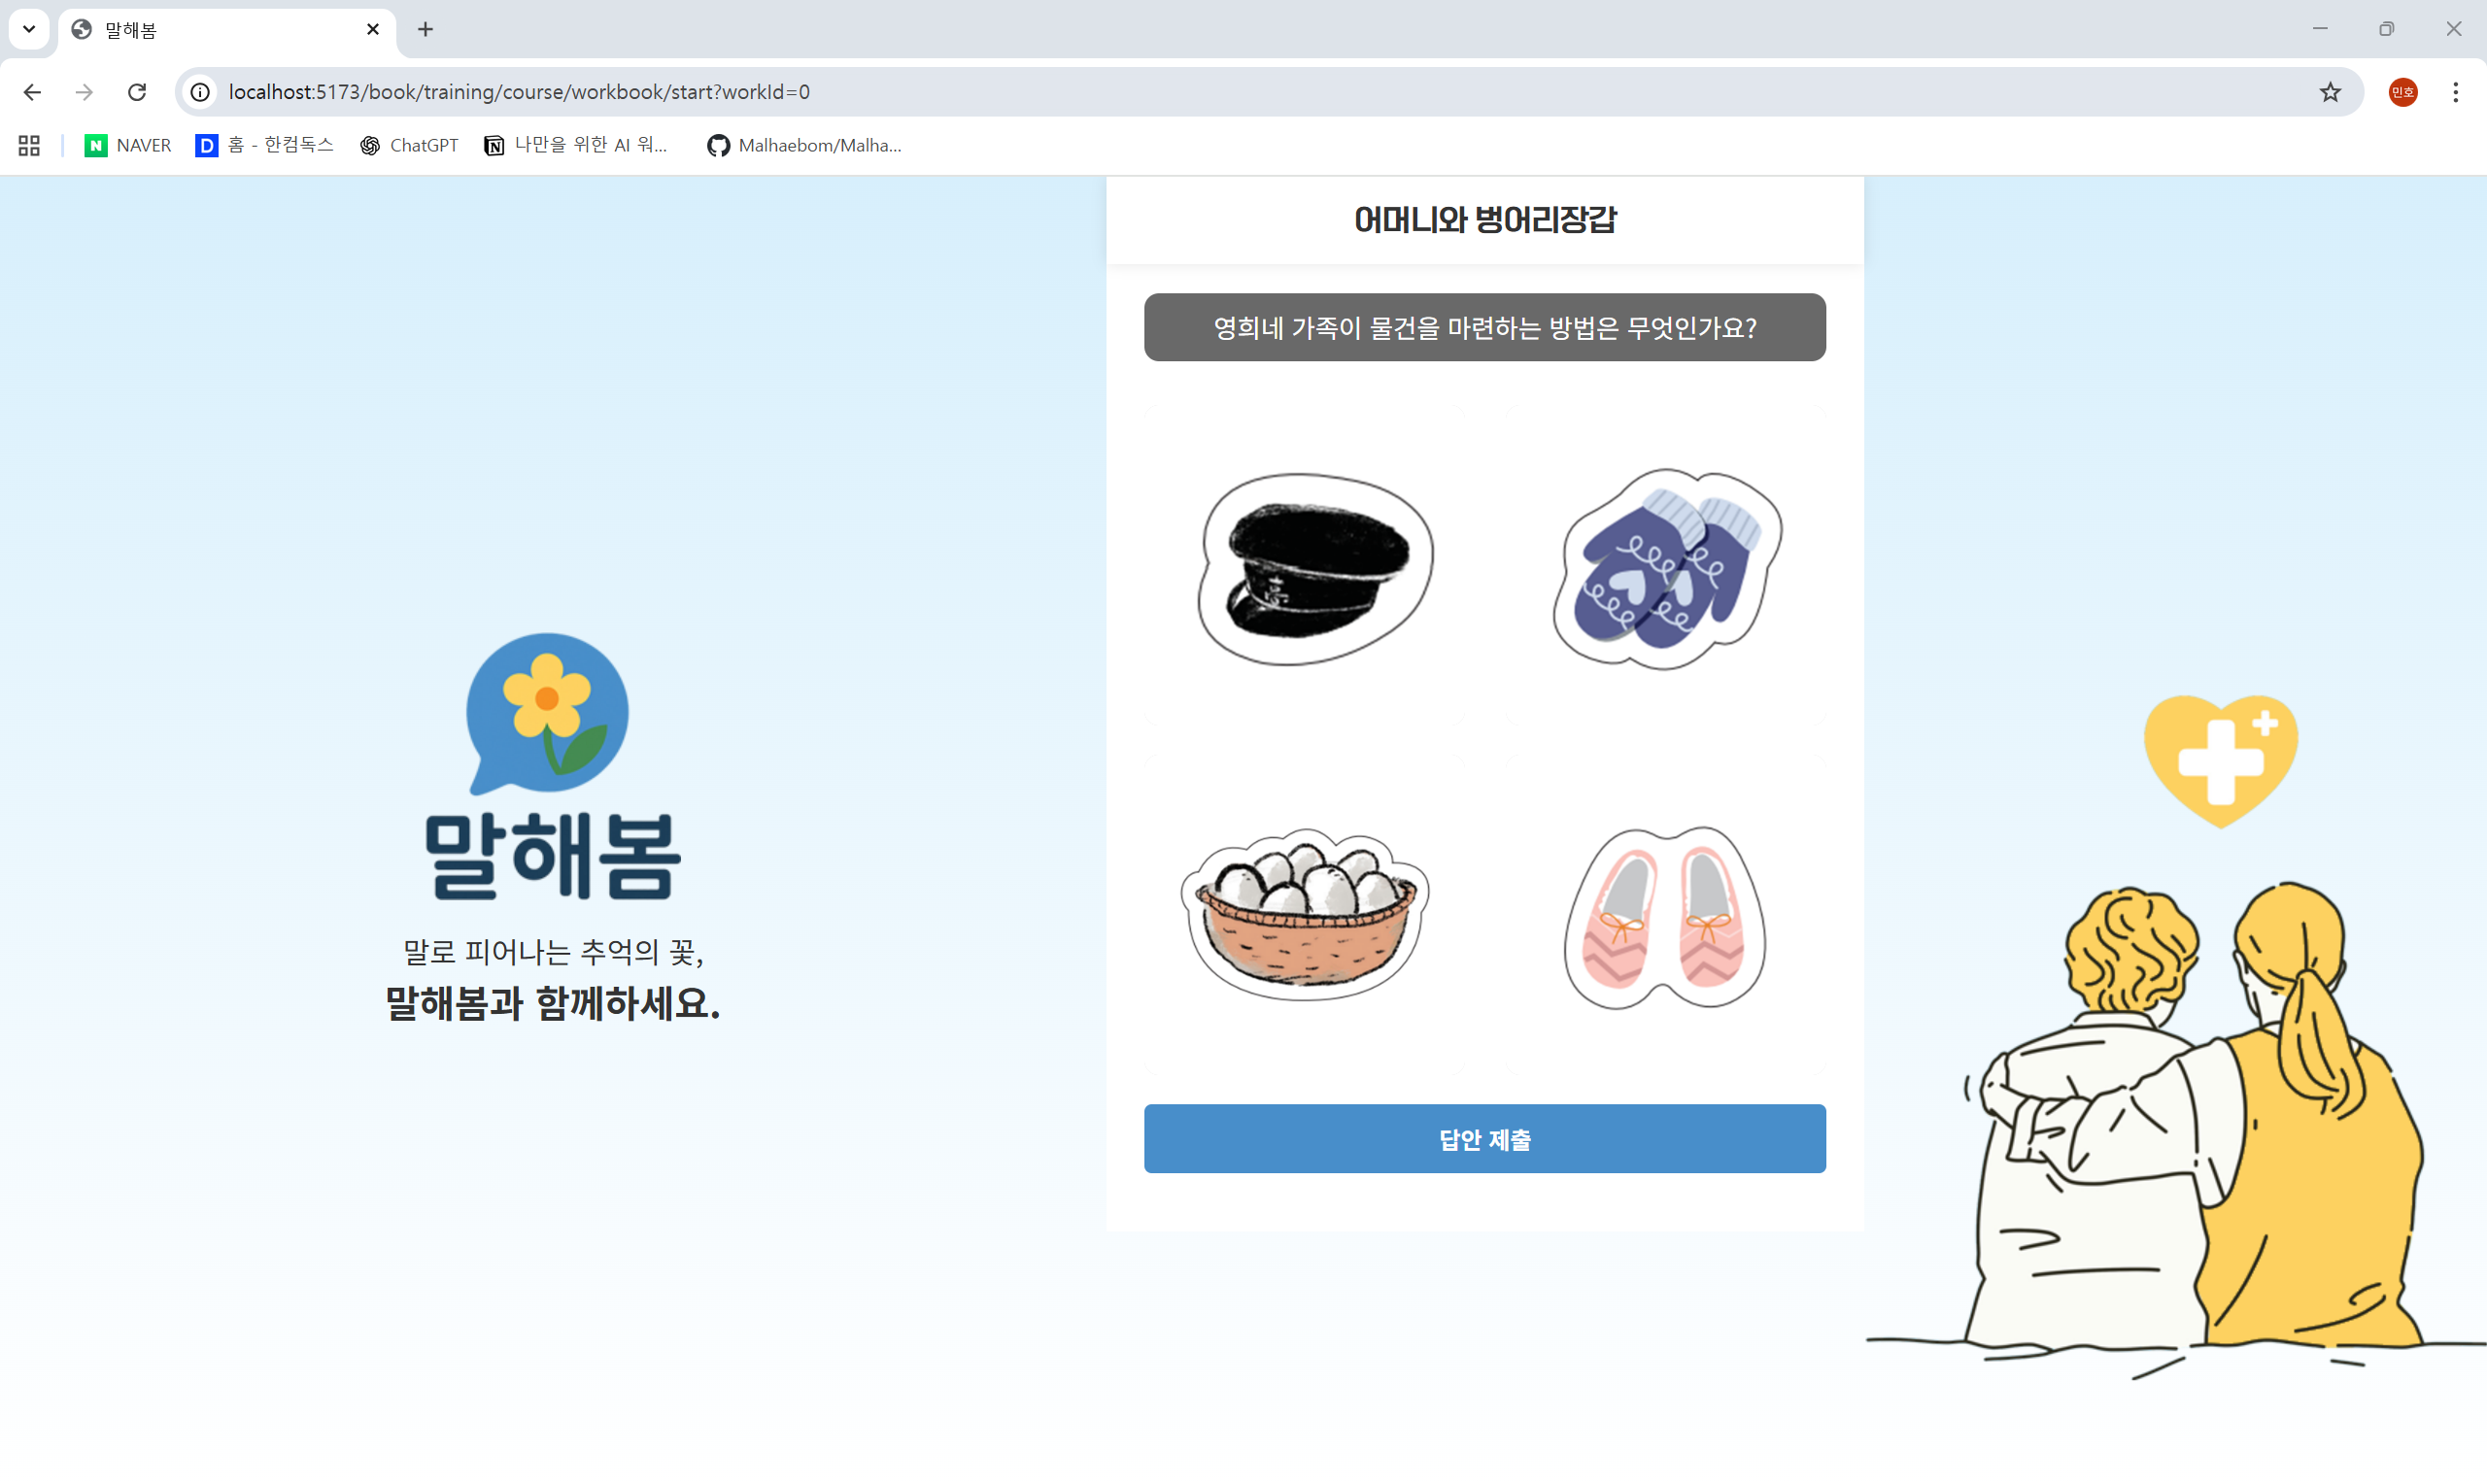 말해봄
localhost:5173/book/training/course/workbook/start?workId=0
민호
NAVER
홈 - 한컴독스
ChatGPT
나만을 위한 AI 워...
Malhaebom/Malha...
어머니와 벙어리장갑
영희네 가족이 물건을 마련하는 방법은 무엇인가요?
답안 제출
말해봄
말로 피어나는 추억의 꽃,
말해봄과 함께하세요.